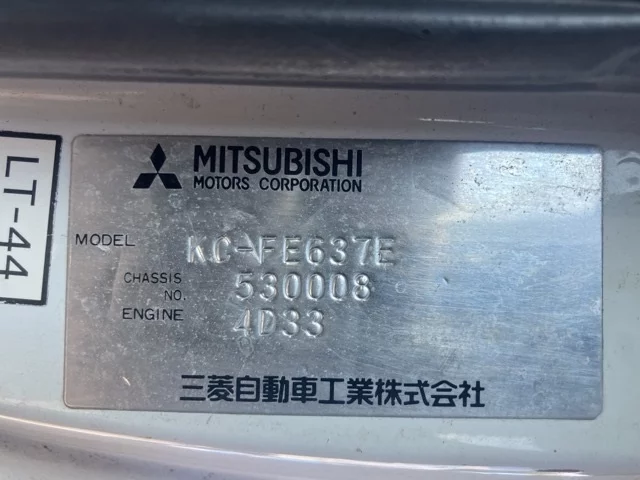 MITSUBISHI
MOTORS CORPORATION
MODEL KC-FE637E
CHASSIS NO. 530008
ENGINE 4D33
三菱自動車工業株式会社
LT-44